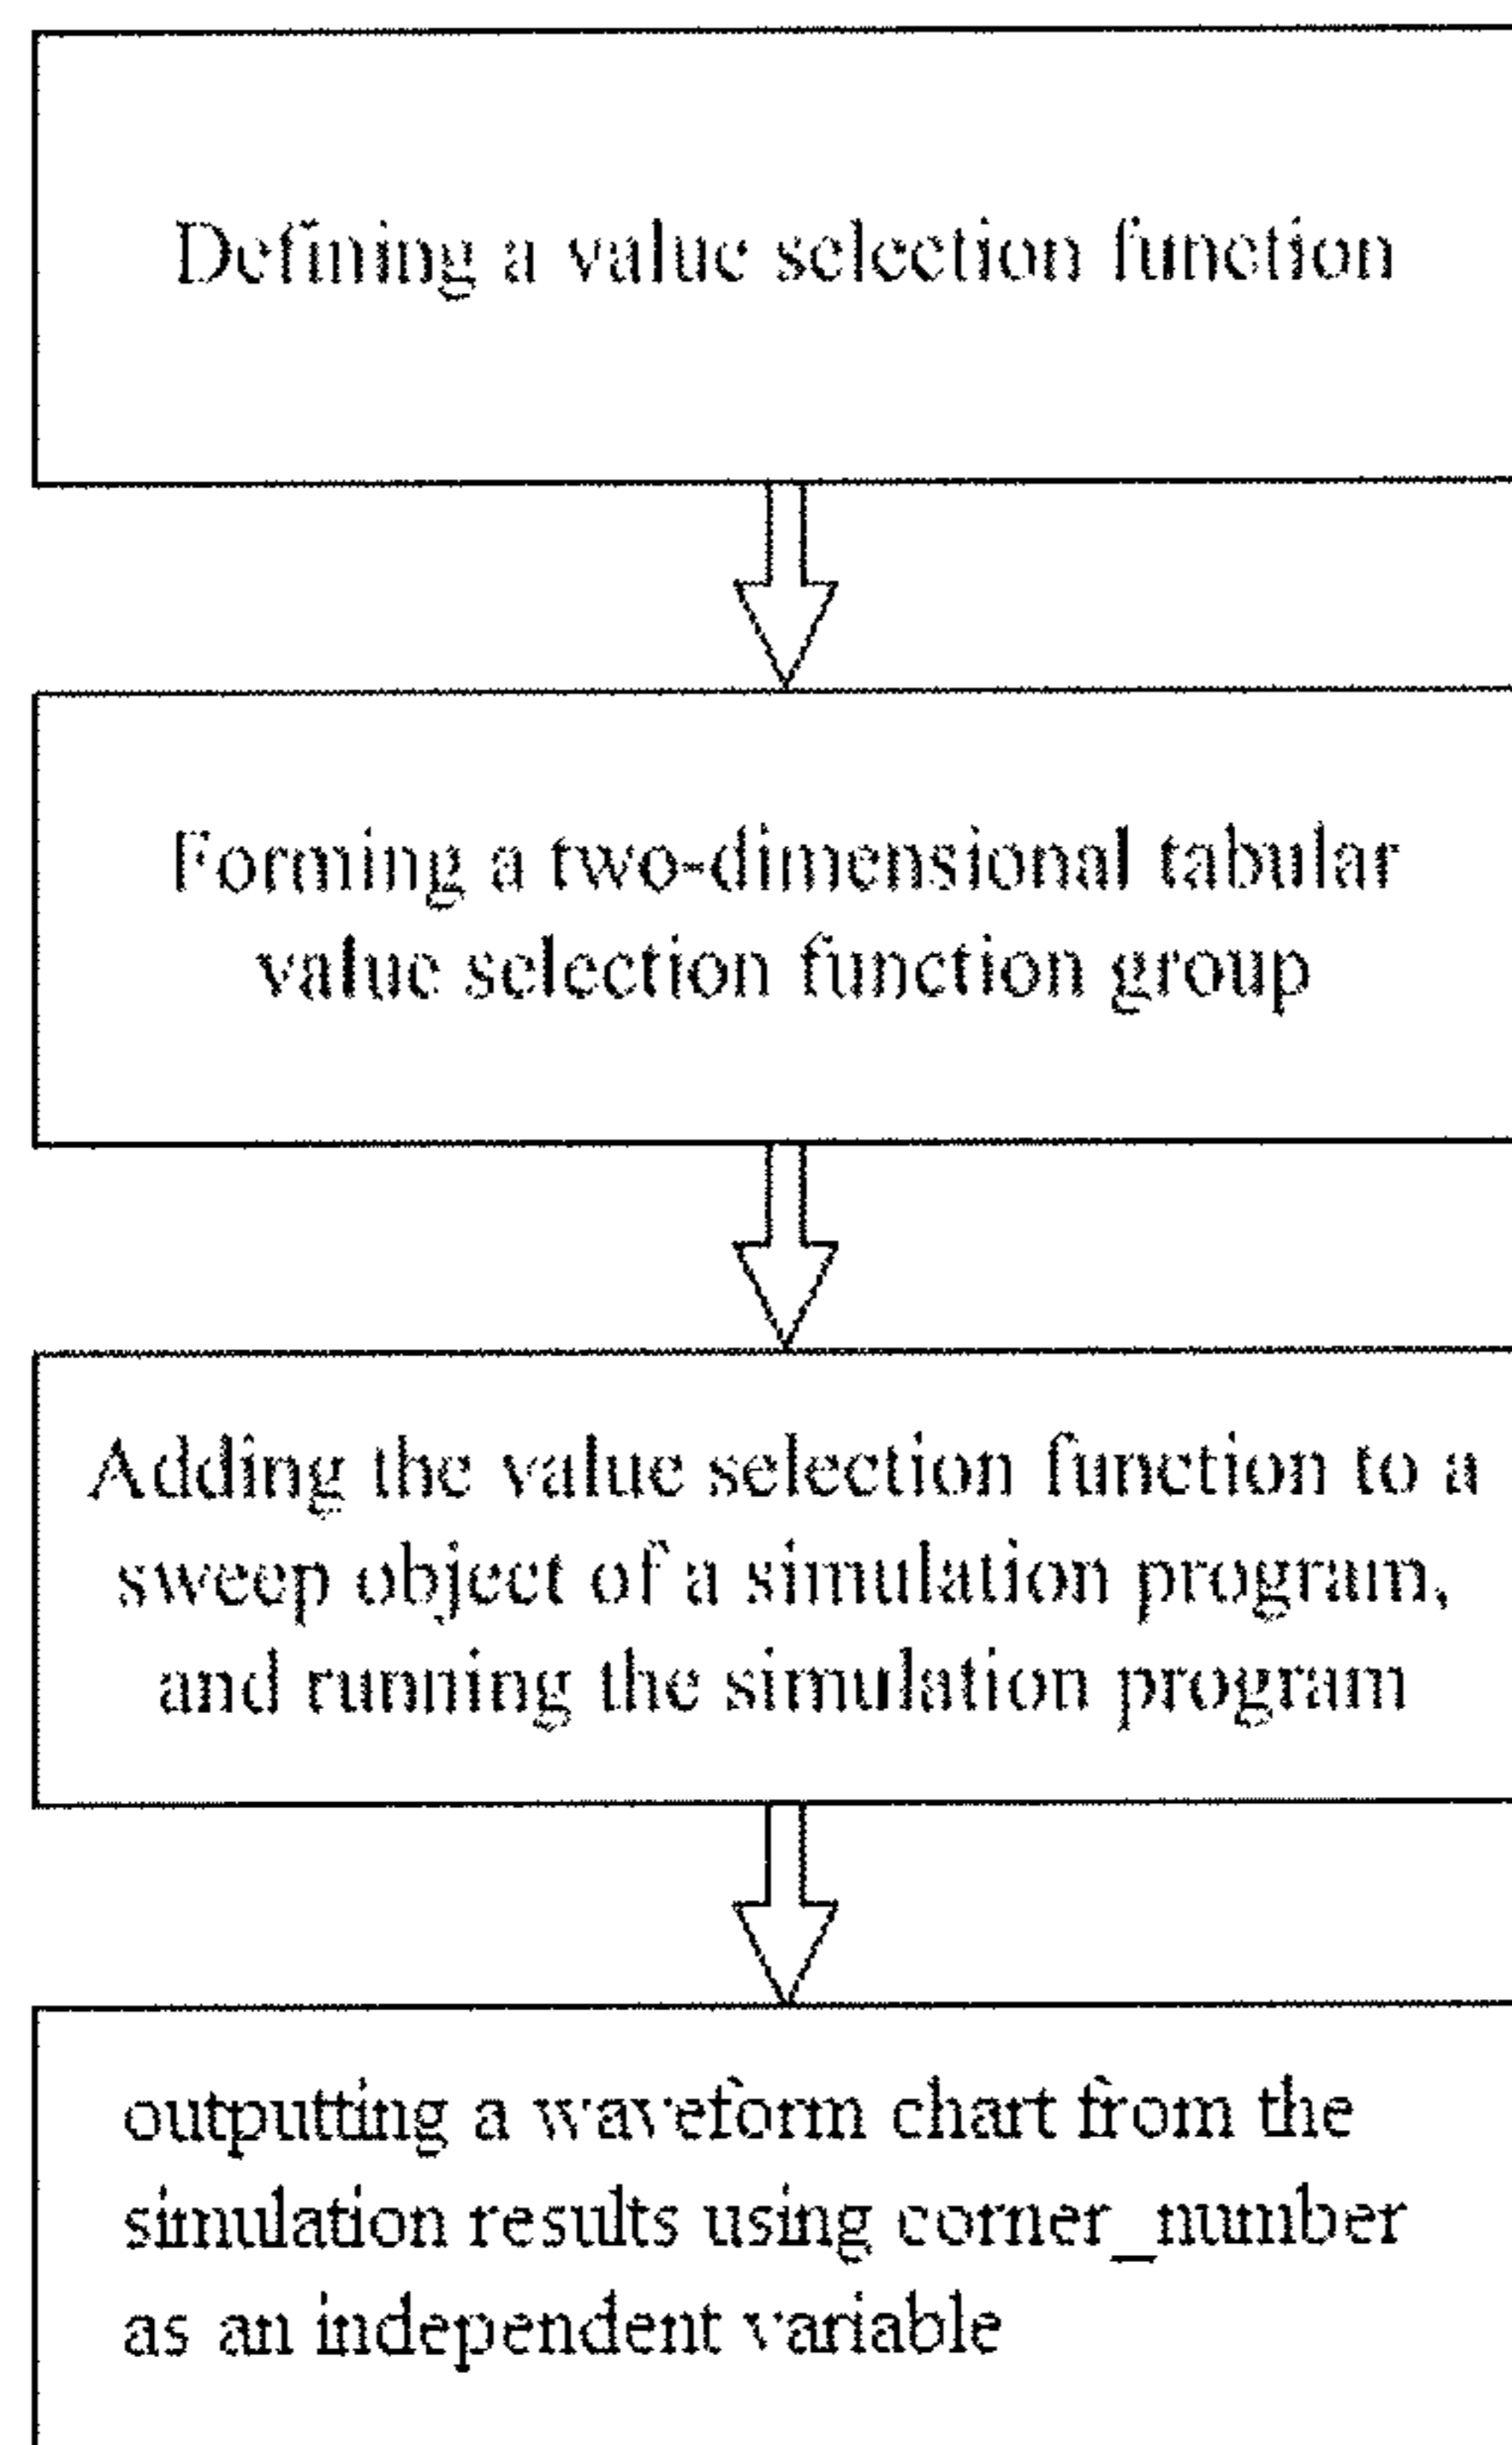 Defining a value selection function
Forming a two-dimensional tabular
value selection function group
Adding the value selection function to a
sweep object of a simulation program,
and running the simulation program
outputting a waveform chart from the
simulation results using corner_number
as an independent variable